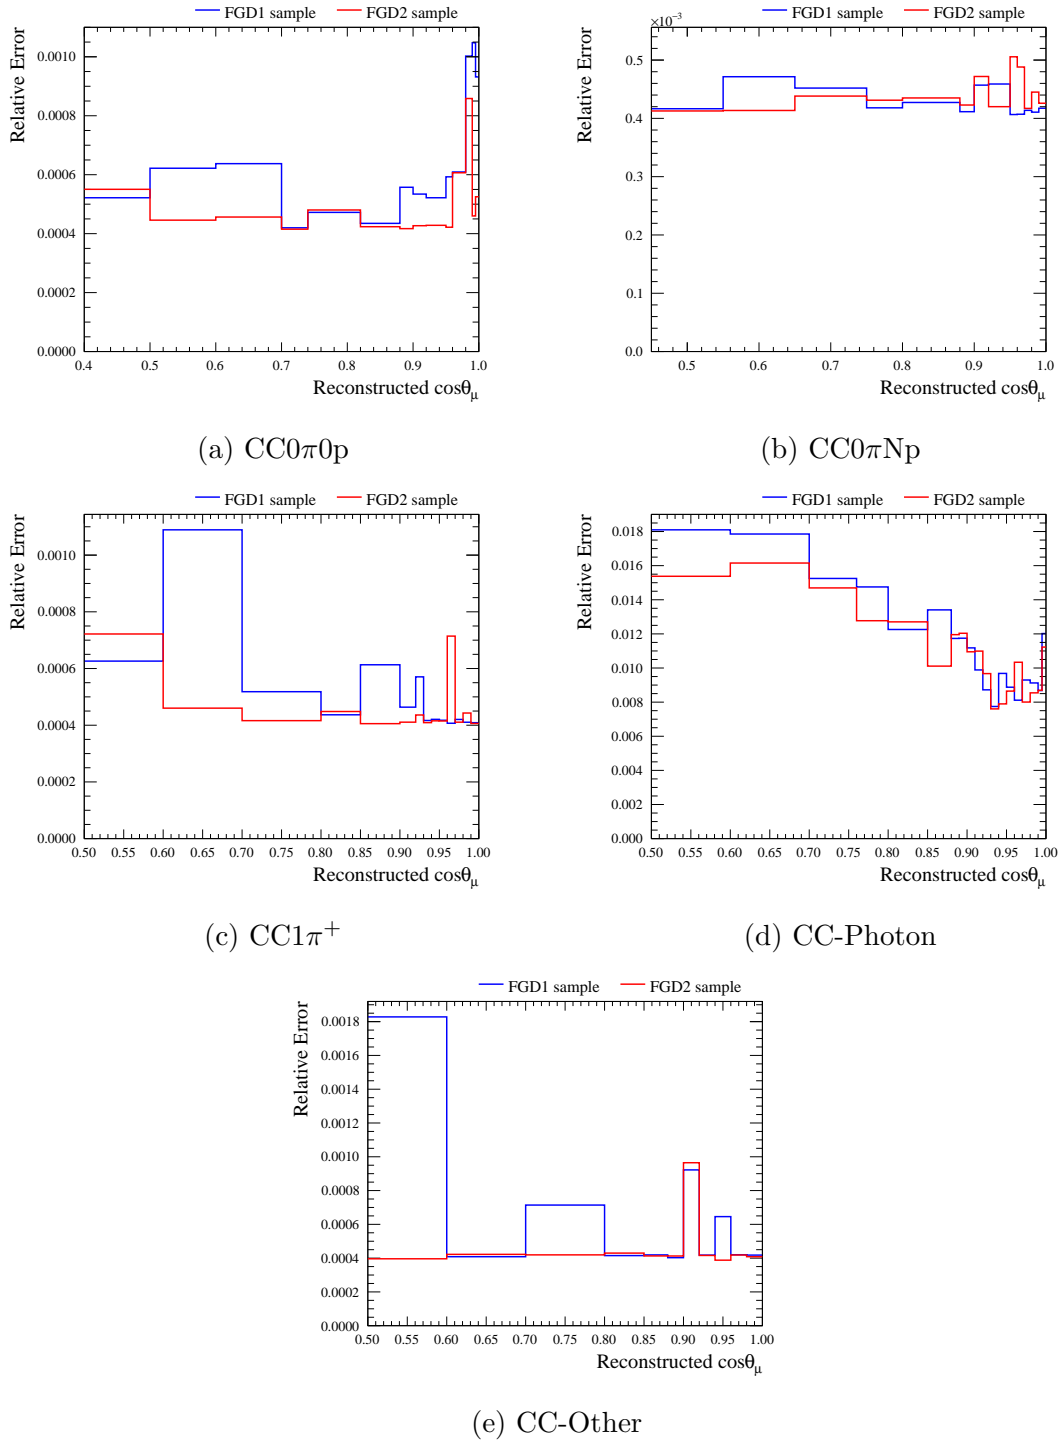 FGD1 sample FGD2 sample
Relative Error
0.0010
0.0008
0.0006
0.0004
0.0002
0.0000
0.4 0.5 0.6 0.7 0.8 0.9 1.0
Reconstructed cosθμ
(a) CC0π0p
FGD1 sample FGD2 sample
×10⁻³
Relative Error
0.5
0.4
0.3
0.2
0.1
0.0
0.5 0.6 0.7 0.8 0.9 1.0
Reconstructed cosθμ
(b) CC0πNp
FGD1 sample FGD2 sample
Relative Error
0.0010
0.0008
0.0006
0.0004
0.0002
0.0000
0.50 0.55 0.60 0.65 0.70 0.75 0.80 0.85 0.90 0.95 1.00
Reconstructed cosθμ
(c) CC1π⁺
FGD1 sample FGD2 sample
Relative Error
0.018
0.016
0.014
0.012
0.010
0.008
0.006
0.004
0.002
0.000
0.50 0.55 0.60 0.65 0.70 0.75 0.80 0.85 0.90 0.95 1.00
Reconstructed cosθμ
(d) CC-Photon
FGD1 sample FGD2 sample
Relative Error
0.0018
0.0016
0.0014
0.0012
0.0010
0.0008
0.0006
0.0004
0.0002
0.0000
0.50 0.55 0.60 0.65 0.70 0.75 0.80 0.85 0.90 0.95 1.00
Reconstructed cosθμ
(e) CC-Other